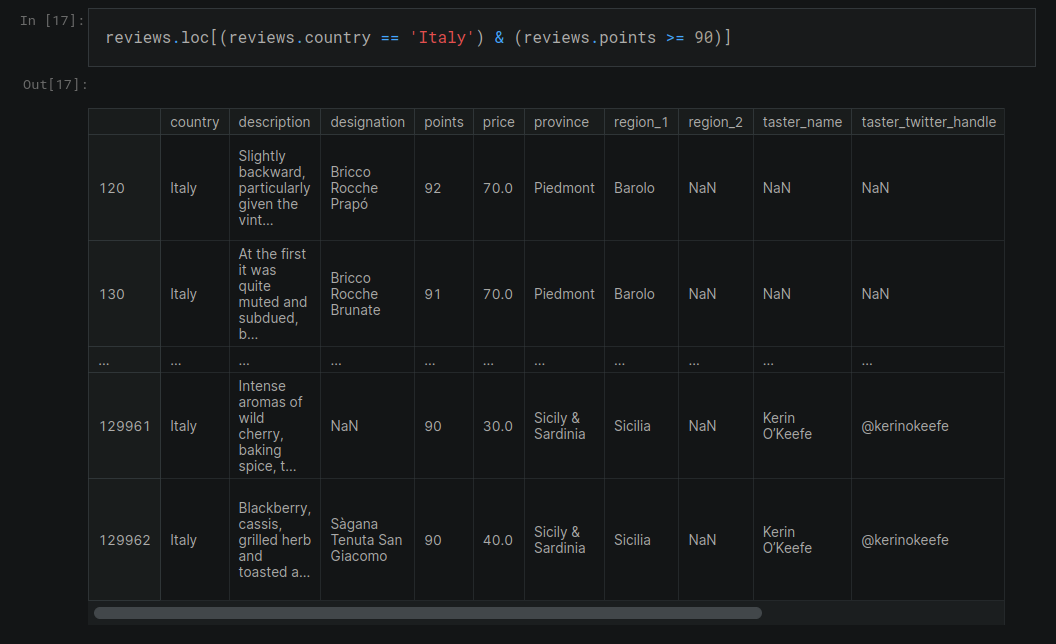 In [17]:
reviews.loc[(reviews.country == 'Italy') & (reviews.points >= 90)]
Out[17]:
country description designation points price province region_1 region_2 taster_name taster_twitter_handle
120 Italy Slightly backward, particularly given the vint... Bricco Rocche Prapó 92 70.0 Piedmont Barolo NaN NaN NaN
130 Italy At the first it was quite muted and subdued, b... Bricco Rocche Brunate 91 70.0 Piedmont Barolo NaN NaN NaN
... ... ... ... ... ... ... ... ... ... ...
129961 Italy Intense aromas of wild cherry, baking spice, t... NaN 90 30.0 Sicily & Sardinia Sicilia NaN Kerin O’Keefe @kerinokeefe
129962 Italy Blackberry, cassis, grilled herb and toasted a... Sàgana Tenuta San Giacomo 90 40.0 Sicily & Sardinia Sicilia NaN Kerin O’Keefe @kerinokeefe